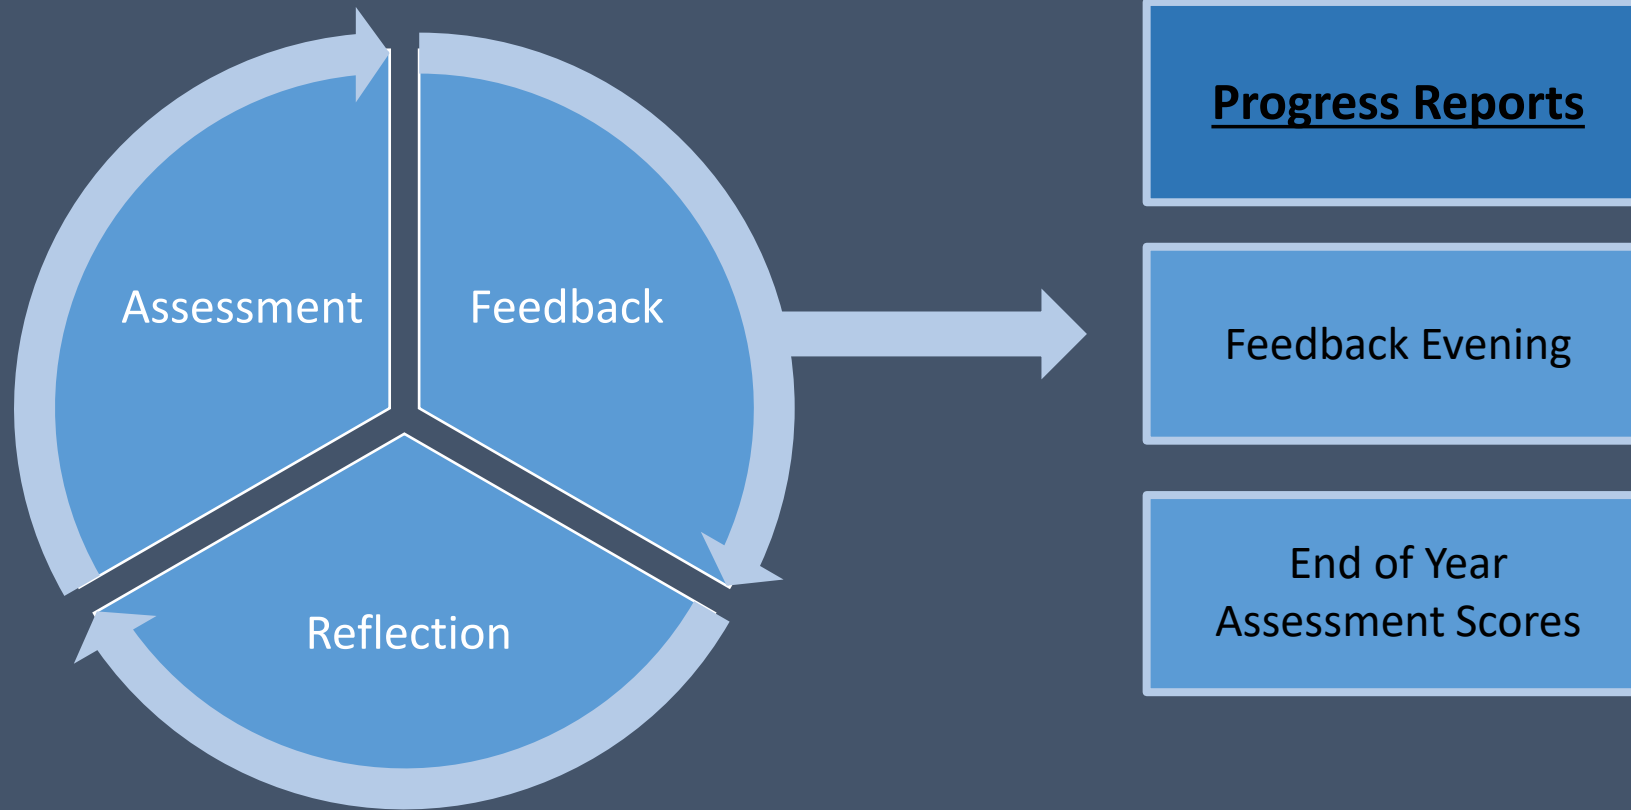 Assessment
Feedback
Reflection
Progress Reports
Feedback Evening
End of Year
Assessment Scores